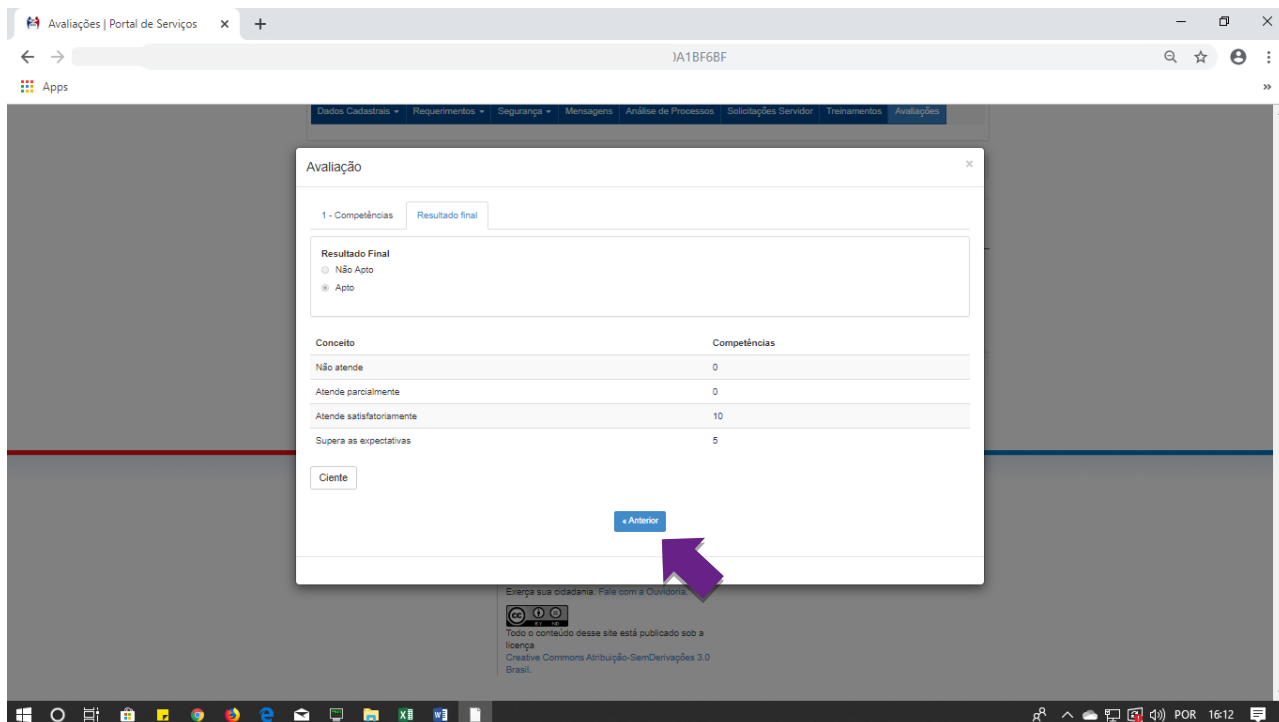 Avaliações | Portal de Serviços
)A1BF6BF
Apps
Dados Cadastrais Requerimentos Segurança Mensagens Análise de Processos Solicitações Servidor Treinamentos Avaliações
Avaliação
1 - Competências Resultado final
Resultado Final
Não Apto
Apto
Conceito Competências
Não atende 0
Atende parcialmente 0
Atende satisfatoriamente 10
Supera as expectativas 5
Ciente
« Anterior
Exerça sua cidadania. Fale com a Ouvidoria.
cc BY ND
Todo o conteúdo desse site está publicado sob a
licença
Creative Commons Atribuição-SemDerivações 3.0
Brasil.
POR 16:12